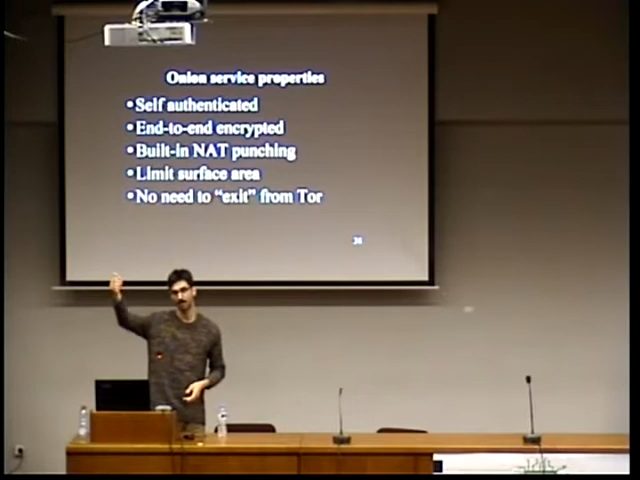 Onion service properties
• Self authenticated
• End-to-end encrypted
• Built-in NAT punching
• Limit surface area
• No need to “exit” from Tor